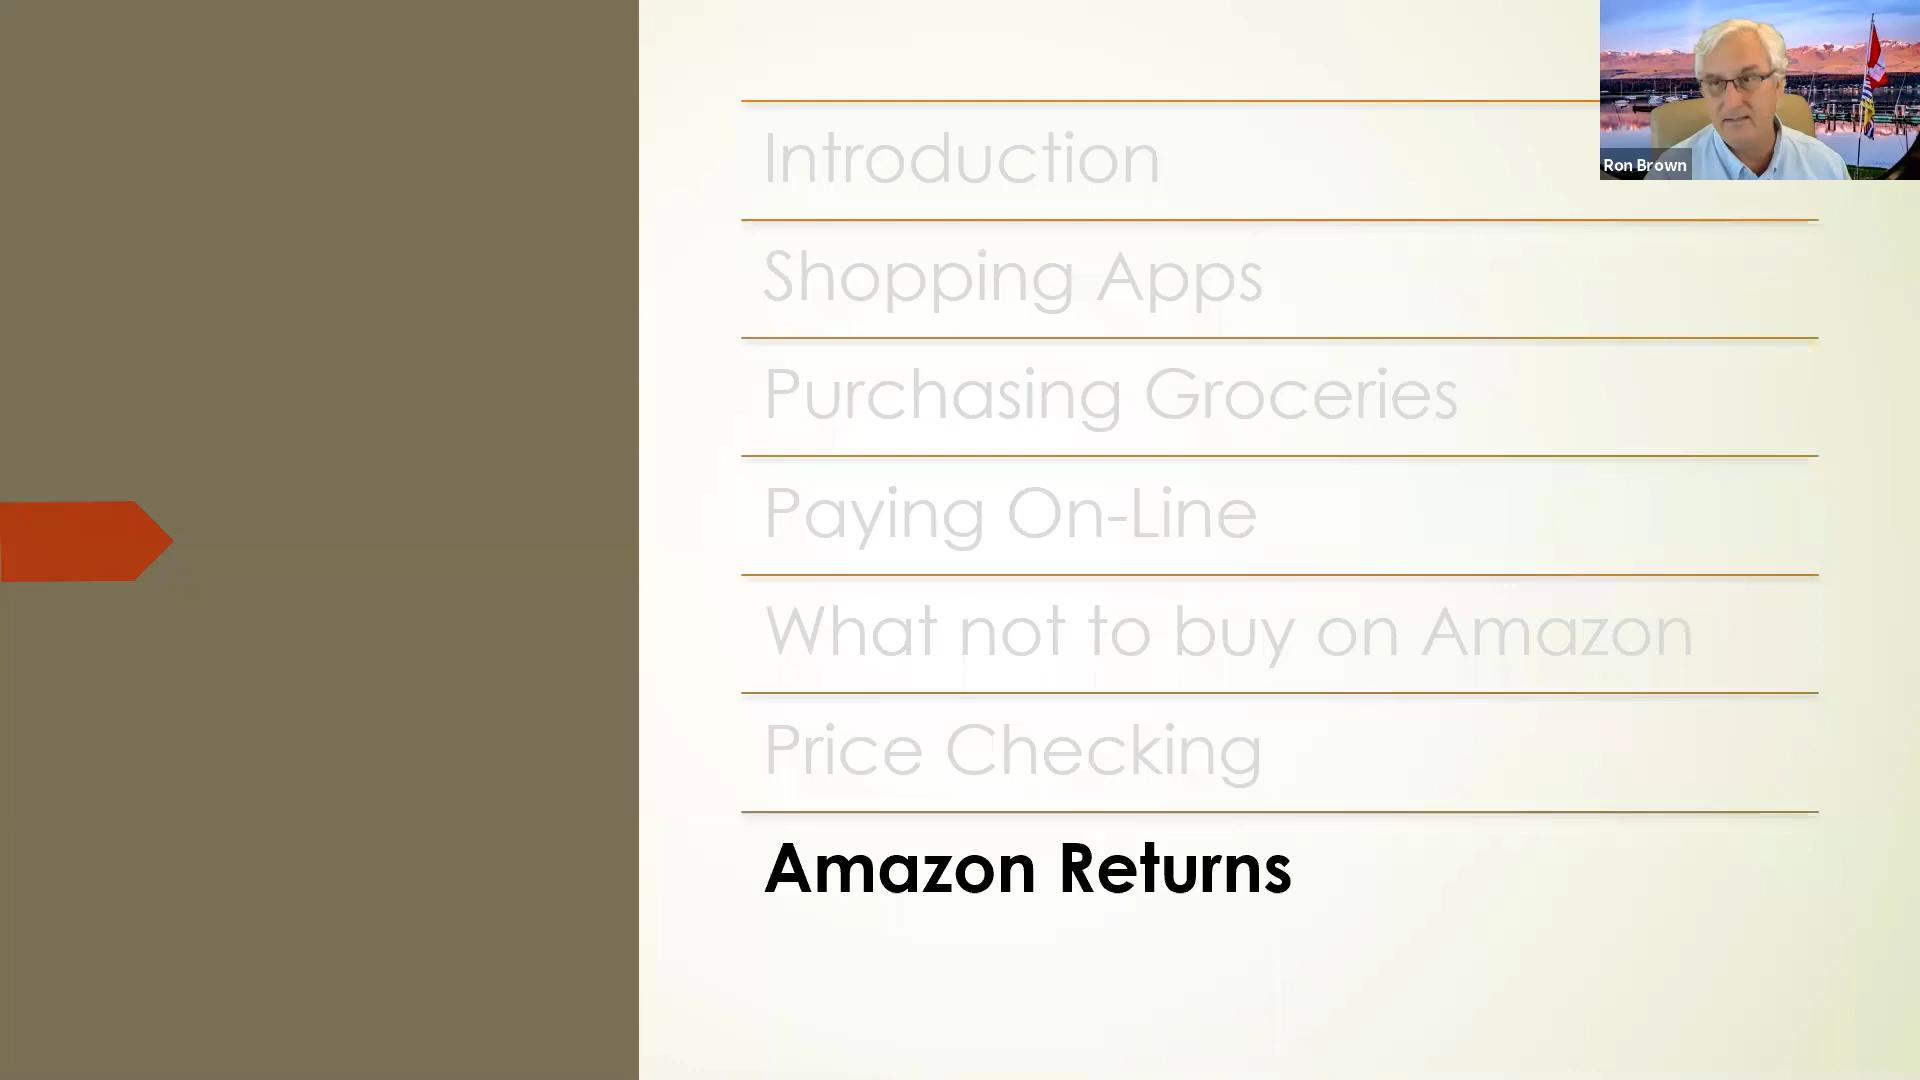 Introduction
Shopping Apps
Purchasing Groceries
Paying On-Line
What not to buy on Amazon
Price Checking
Amazon Returns
Ron Brown